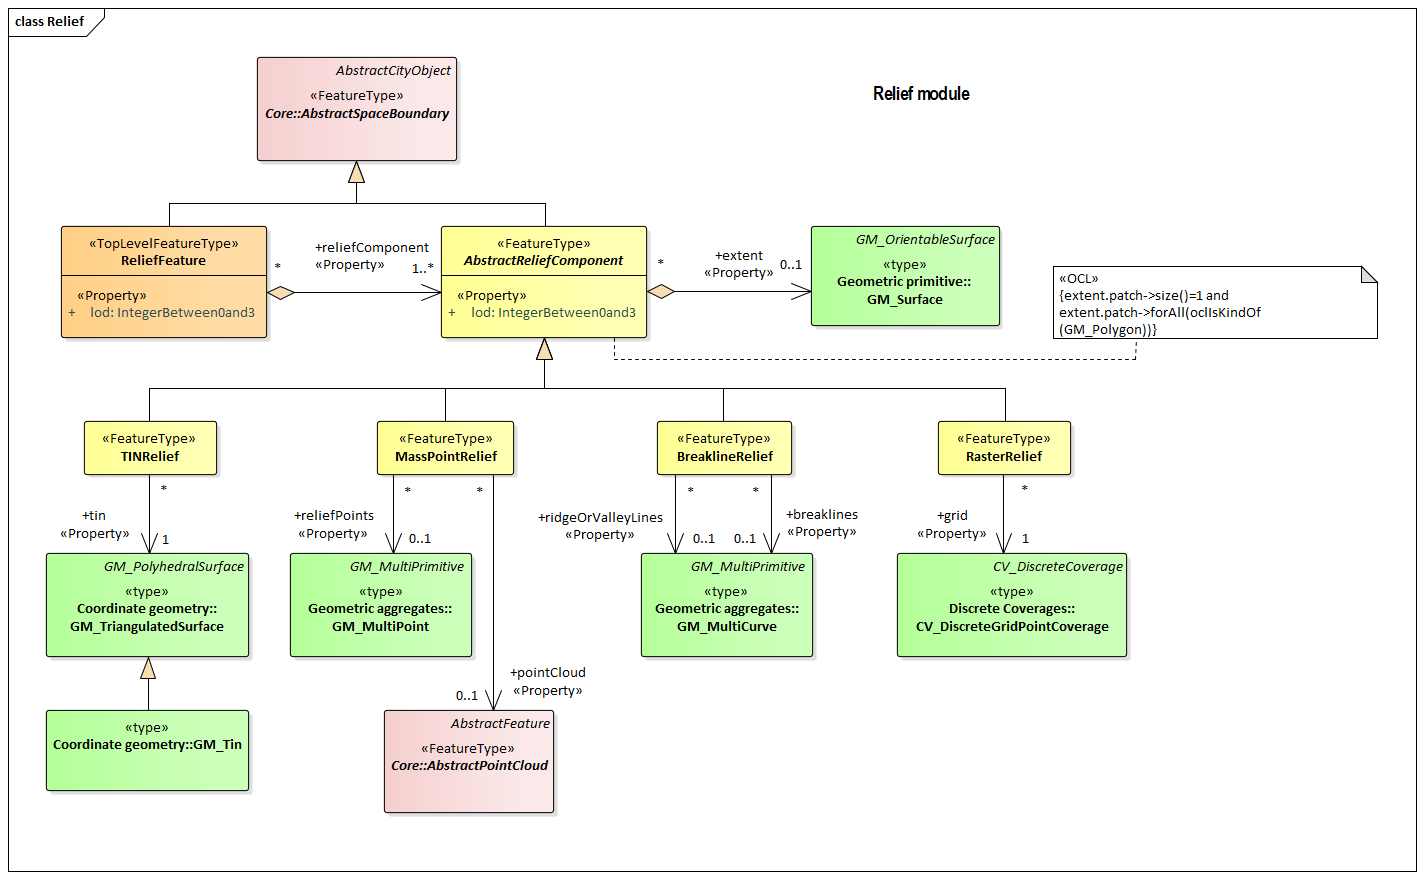 class Relief
Relief module
AbstractCityObject
«FeatureType»
Core::AbstractSpaceBoundary
«TopLevelFeatureType»
ReliefFeature
«Property»
+ lod: IntegerBetween0and3
*
+reliefComponent
«Property»
1..*
«FeatureType»
AbstractReliefComponent
«Property»
+ lod: IntegerBetween0and3
*
+extent
«Property»
0..1
GM_OrientableSurface
«type»
Geometric primitive::
GM_Surface
«OCL»
{extent.patch->size()=1 and
extent.patch->forAll(oclIsKindOf
(GM_Polygon))}
«FeatureType»
TINRelief
«FeatureType»
MassPointRelief
«FeatureType»
BreaklineRelief
«FeatureType»
RasterRelief
*
+tin
«Property»
1
*
+reliefPoints
«Property»
0..1
*
*
+ridgeOrValleyLines
«Property»
0..1
*
+breaklines
«Property»
0..1
*
+grid
«Property»
1
GM_PolyhedralSurface
«type»
Coordinate geometry::
GM_TriangulatedSurface
GM_MultiPrimitive
«type»
Geometric aggregates::
GM_MultiPoint
GM_MultiPrimitive
«type»
Geometric aggregates::
GM_MultiCurve
CV_DiscreteCoverage
«type»
Discrete Coverages::
CV_DiscreteGridPointCoverage
+pointCloud
«Property»
0..1
«type»
Coordinate geometry::GM_Tin
AbstractFeature
«FeatureType»
Core::AbstractPointCloud